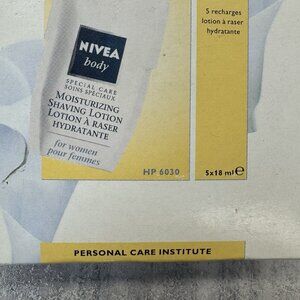 5 recharges
lotion à raser
hydratante
NIVEA
body
SPECIAL CARE
SOINS SPÉCIAUX
MOISTURIZING
SHAVING LOTION
LOTION À RASER
HYDRATANTE
for women
pour femmes
HP 6030
5x18 ml e
PERSONAL CARE INSTITUTE